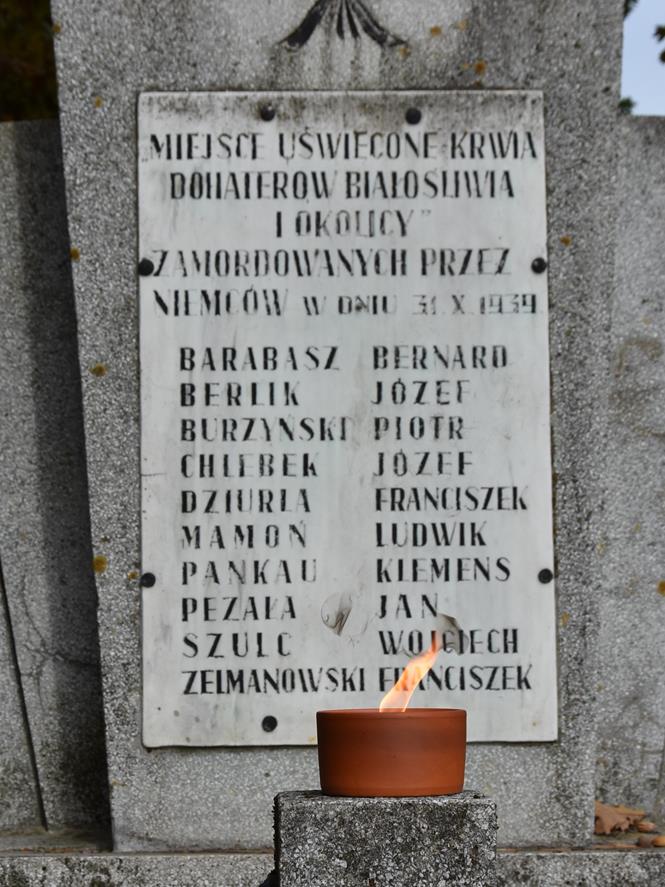 „MIEJSCE UŚWIĘCONE KRWIĄ
BOHATERÓW BIAŁOŚLIWIA
I OKOLICY"
ZAMORDOWANYCH PRZEZ
NIEMCÓW W DNIU 31 X 1939
BARABASZ BERNARD
BERLIK JÓZEF
BURZYŃSKI PIOTR
CHLEBEK JÓZEF
DZIURLA FRANCISZEK
MAMOŃ LUDWIK
PANKAU KLEMENS
PEZAŁA JAN
SZULC WOJCIECH
ZELMANOWSKI FRANCISZEK